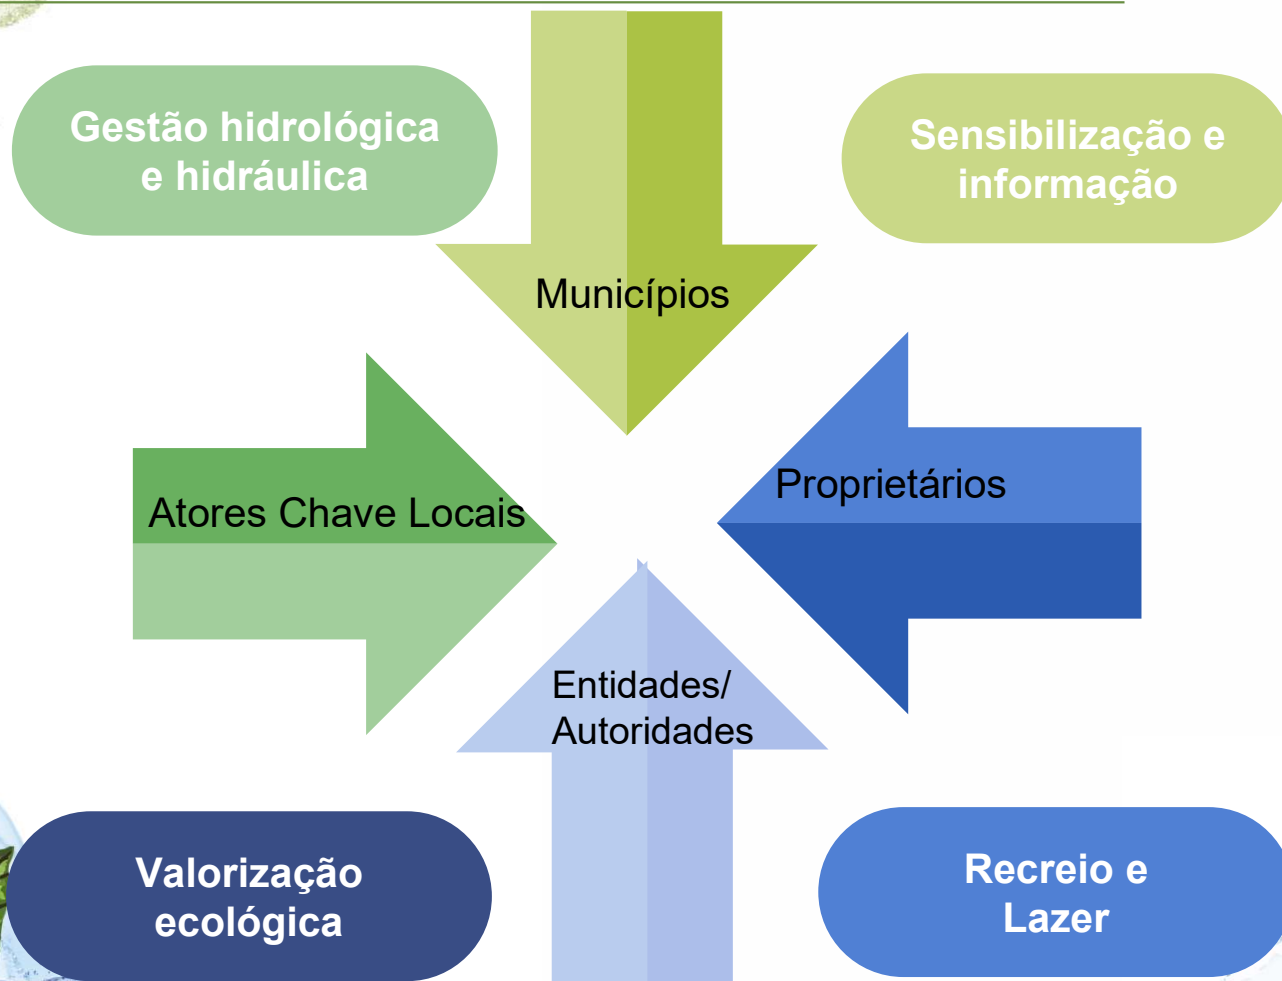 Gestão hidrológica
e hidráulica
Sensibilização e
informação
Municípios
Atores Chave Locais
Proprietários
Entidades/
Autoridades
Valorização
ecológica
Recreio e
Lazer